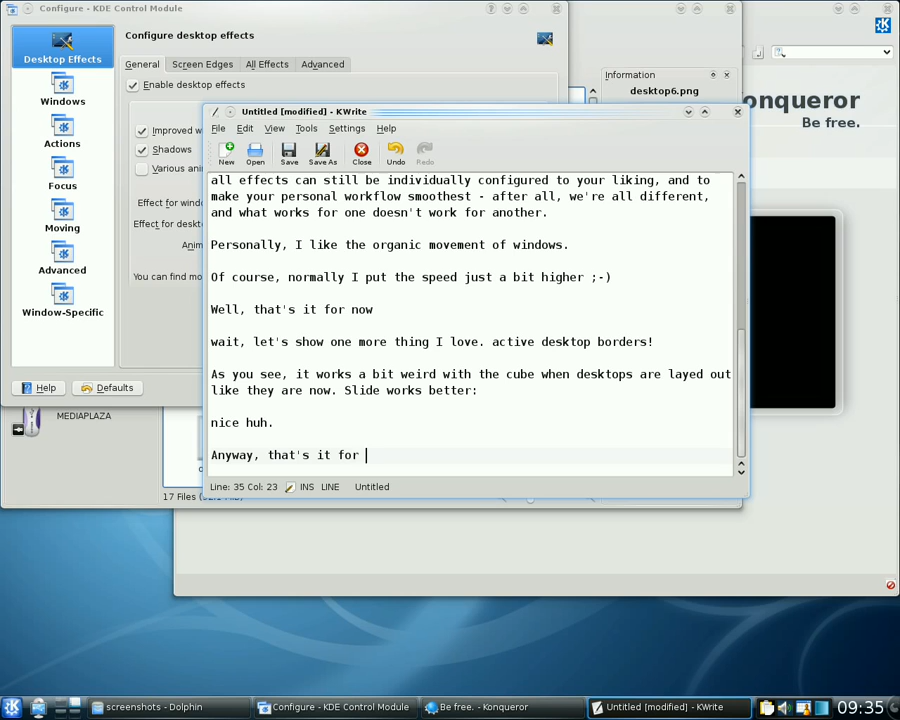 Configure - KDE Control Module
Configure desktop effects
General
Screen Edges
All Effects
Advanced
Enable desktop effects
Improved w
Shadows
Various ani
Effect for windo
Effect for deskto
Anim
You can find mo
Desktop Effects
Windows
Actions
Focus
Moving
Advanced
Window-Specific
Help
Defaults
MEDIAPLAZA
Information
desktop6.png
onqueror
Be free.
Untitled [modified] - KWrite
File Edit View Tools Settings Help
New Open Save Save As Close Undo Redo
all effects can still be individually configured to your liking, and to
make your personal workflow smoothest - after all, we're all different,
and what works for one doesn't work for another.
Personally, I like the organic movement of windows.
Of course, normally I put the speed just a bit higher ;-)
Well, that's it for now
wait, let's show one more thing I love. active desktop borders!
As you see, it works a bit weird with the cube when desktops are layed out
like they are now. Slide works better:
nice huh.
Anyway, that's it for
Line: 35 Col: 23 INS LINE Untitled
17 Files
screenshots - Dolphin
Configure - KDE Control Module
Be free. - Konqueror
Untitled [modified] - KWrite
09:35